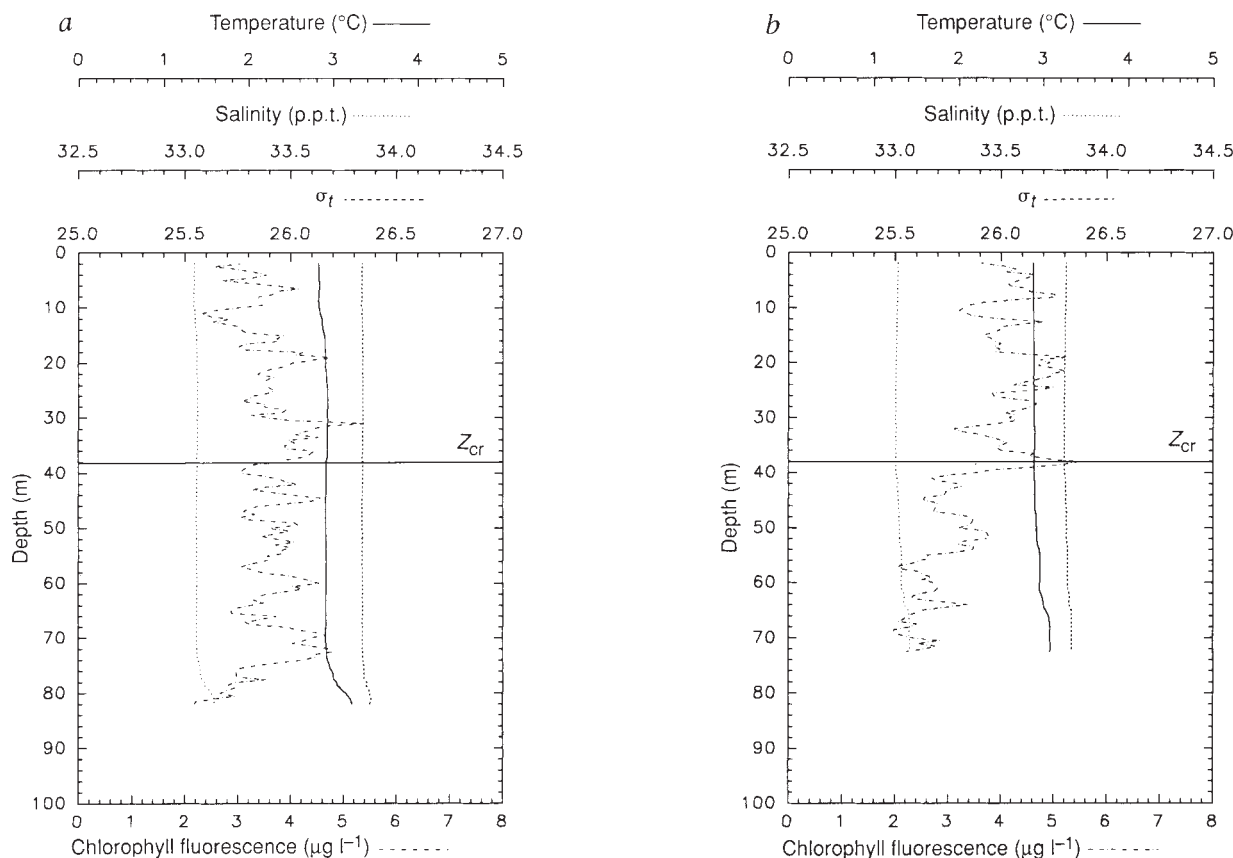 a
Temperature (°C)
0 1 2 3 4 5
Salinity (p.p.t.)
32.5 33.0 33.5 34.0 34.5
σt
25.0 25.5 26.0 26.5 27.0
0
10
20
30
Zcr
40
50
60
70
80
90
100
Depth (m)
0 1 2 3 4 5 6 7 8
Chlorophyll fluorescence (µg l⁻¹)
b
Temperature (°C)
0 1 2 3 4 5
Salinity (p.p.t.)
32.5 33.0 33.5 34.0 34.5
σt
25.0 25.5 26.0 26.5 27.0
0
10
20
30
Zcr
40
50
60
70
80
90
100
Depth (m)
0 1 2 3 4 5 6 7 8
Chlorophyll fluorescence (µg l⁻¹)